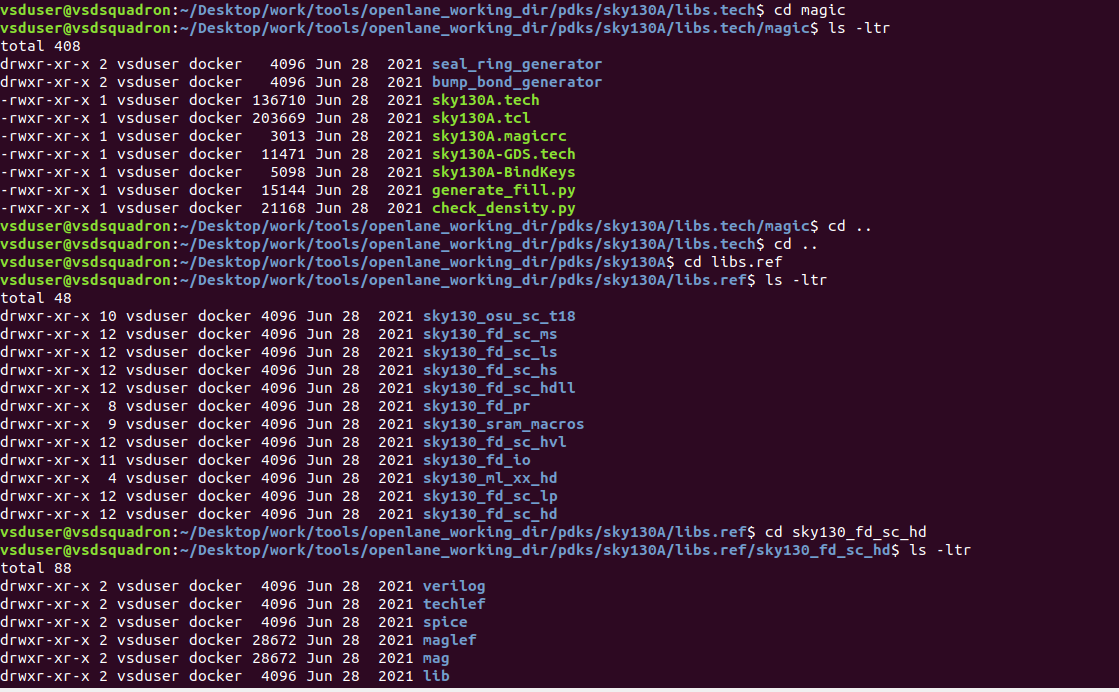 vsduser@vsdsquadron:~/Desktop/work/tools/openlane_working_dir/pdks/sky130A/libs.tech$ cd magic
vsduser@vsdsquadron:~/Desktop/work/tools/openlane_working_dir/pdks/sky130A/libs.tech/magic$ ls -ltr
total 408
drwxr-xr-x 2 vsduser docker   4096 Jun 28  2021 seal_ring_generator
drwxr-xr-x 2 vsduser docker   4096 Jun 28  2021 bump_bond_generator
-rwxr-xr-x 1 vsduser docker 136710 Jun 28  2021 sky130A.tech
-rwxr-xr-x 1 vsduser docker 203669 Jun 28  2021 sky130A.tcl
-rwxr-xr-x 1 vsduser docker   3013 Jun 28  2021 sky130A.magicrc
-rwxr-xr-x 1 vsduser docker  11471 Jun 28  2021 sky130A-GDS.tech
-rwxr-xr-x 1 vsduser docker   5098 Jun 28  2021 sky130A-BindKeys
-rwxr-xr-x 1 vsduser docker  15144 Jun 28  2021 generate_fill.py
-rwxr-xr-x 1 vsduser docker  21168 Jun 28  2021 check_density.py
vsduser@vsdsquadron:~/Desktop/work/tools/openlane_working_dir/pdks/sky130A/libs.tech/magic$ cd ..
vsduser@vsdsquadron:~/Desktop/work/tools/openlane_working_dir/pdks/sky130A/libs.tech$ cd ..
vsduser@vsdsquadron:~/Desktop/work/tools/openlane_working_dir/pdks/sky130A$ cd libs.ref
vsduser@vsdsquadron:~/Desktop/work/tools/openlane_working_dir/pdks/sky130A/libs.ref$ ls -ltr
total 48
drwxr-xr-x 10 vsduser docker 4096 Jun 28  2021 sky130_osu_sc_t18
drwxr-xr-x 12 vsduser docker 4096 Jun 28  2021 sky130_fd_sc_ms
drwxr-xr-x 12 vsduser docker 4096 Jun 28  2021 sky130_fd_sc_ls
drwxr-xr-x 12 vsduser docker 4096 Jun 28  2021 sky130_fd_sc_hs
drwxr-xr-x 12 vsduser docker 4096 Jun 28  2021 sky130_fd_sc_hdll
drwxr-xr-x  8 vsduser docker 4096 Jun 28  2021 sky130_fd_pr
drwxr-xr-x  9 vsduser docker 4096 Jun 28  2021 sky130_sram_macros
drwxr-xr-x 12 vsduser docker 4096 Jun 28  2021 sky130_fd_sc_hvl
drwxr-xr-x 11 vsduser docker 4096 Jun 28  2021 sky130_fd_io
drwxr-xr-x  4 vsduser docker 4096 Jun 28  2021 sky130_ml_xx_hd
drwxr-xr-x 12 vsduser docker 4096 Jun 28  2021 sky130_fd_sc_lp
drwxr-xr-x 12 vsduser docker 4096 Jun 28  2021 sky130_fd_sc_hd
vsduser@vsdsquadron:~/Desktop/work/tools/openlane_working_dir/pdks/sky130A/libs.ref$ cd sky130_fd_sc_hd
vsduser@vsdsquadron:~/Desktop/work/tools/openlane_working_dir/pdks/sky130A/libs.ref/sky130_fd_sc_hd$ ls -ltr
total 88
drwxr-xr-x 2 vsduser docker  4096 Jun 28  2021 verilog
drwxr-xr-x 2 vsduser docker  4096 Jun 28  2021 techlef
drwxr-xr-x 2 vsduser docker  4096 Jun 28  2021 spice
drwxr-xr-x 2 vsduser docker 28672 Jun 28  2021 maglef
drwxr-xr-x 2 vsduser docker 28672 Jun 28  2021 mag
drwxr-xr-x 2 vsduser docker  4096 Jun 28  2021 lib